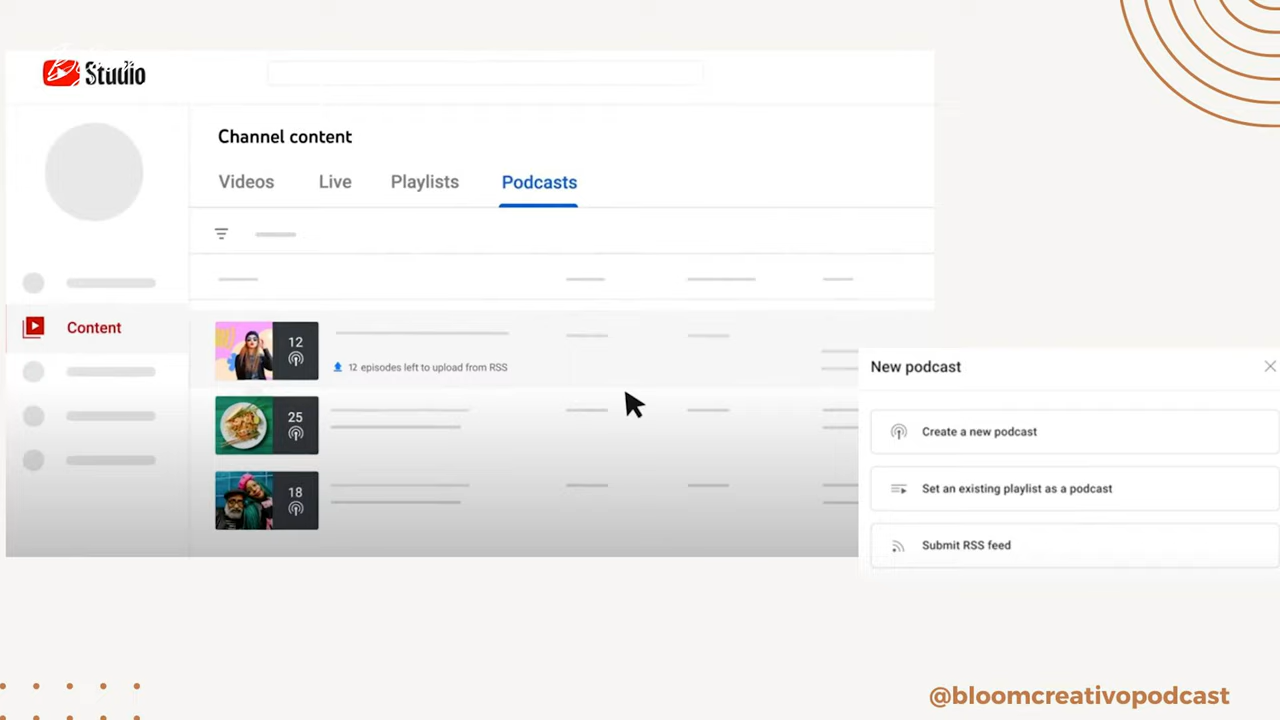 Studio
Channel content
Videos Live Playlists Podcasts
Content
12
12 episodes left to upload from RSS
25
18
New podcast
Create a new podcast
Set an existing playlist as a podcast
Submit RSS feed
@bloomcreativopodcast